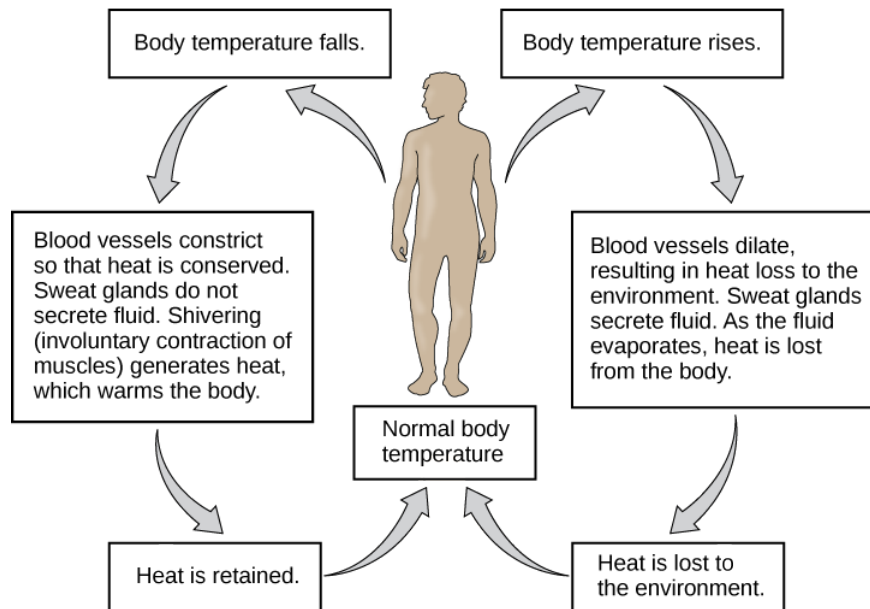 Body temperature falls.
Body temperature rises.
Blood vessels constrict
so that heat is conserved.
Sweat glands do not
secrete fluid. Shivering
(involuntary contraction of
muscles) generates heat,
which warms the body.
Blood vessels dilate,
resulting in heat loss to the
environment. Sweat glands
secrete fluid. As the fluid
evaporates, heat is lost
from the body.
Normal body
temperature
Heat is retained.
Heat is lost to
the environment.